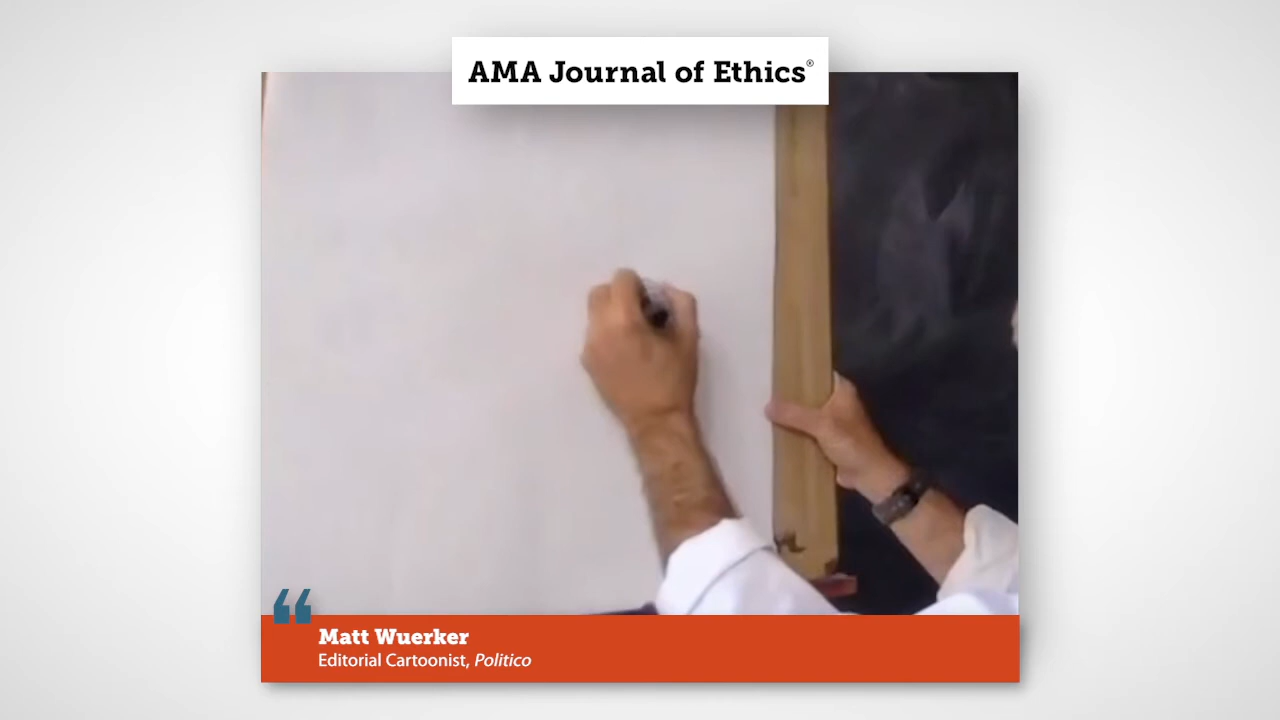 AMA Journal of Ethics®
Matt Wuerker
Editorial Cartoonist, Politico